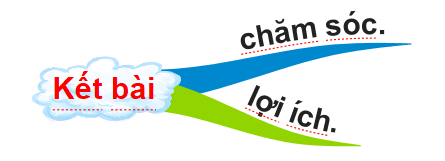 chăm sóc.
Kết bài
lợi ích.